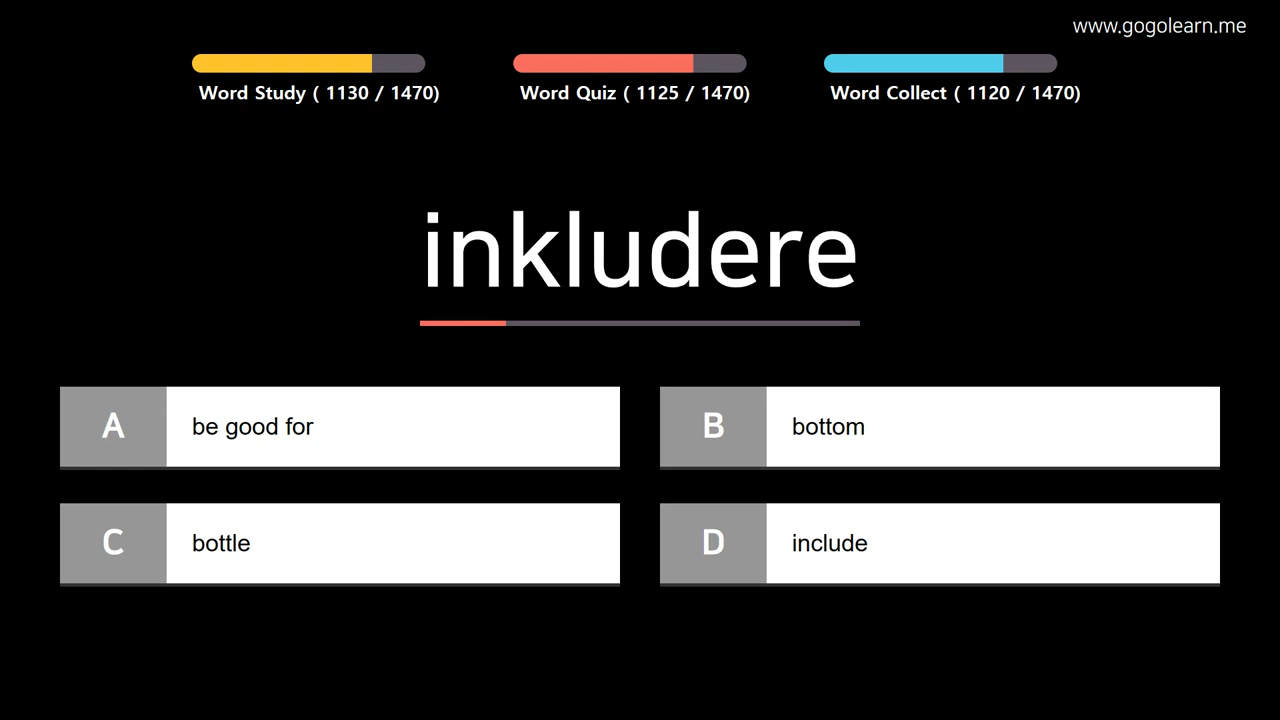 www.gogolearn.me
Word Study ( 1130 / 1470)
Word Quiz ( 1125 / 1470)
Word Collect ( 1120 / 1470)
inkludere
A be good for
B bottom
C bottle
D include